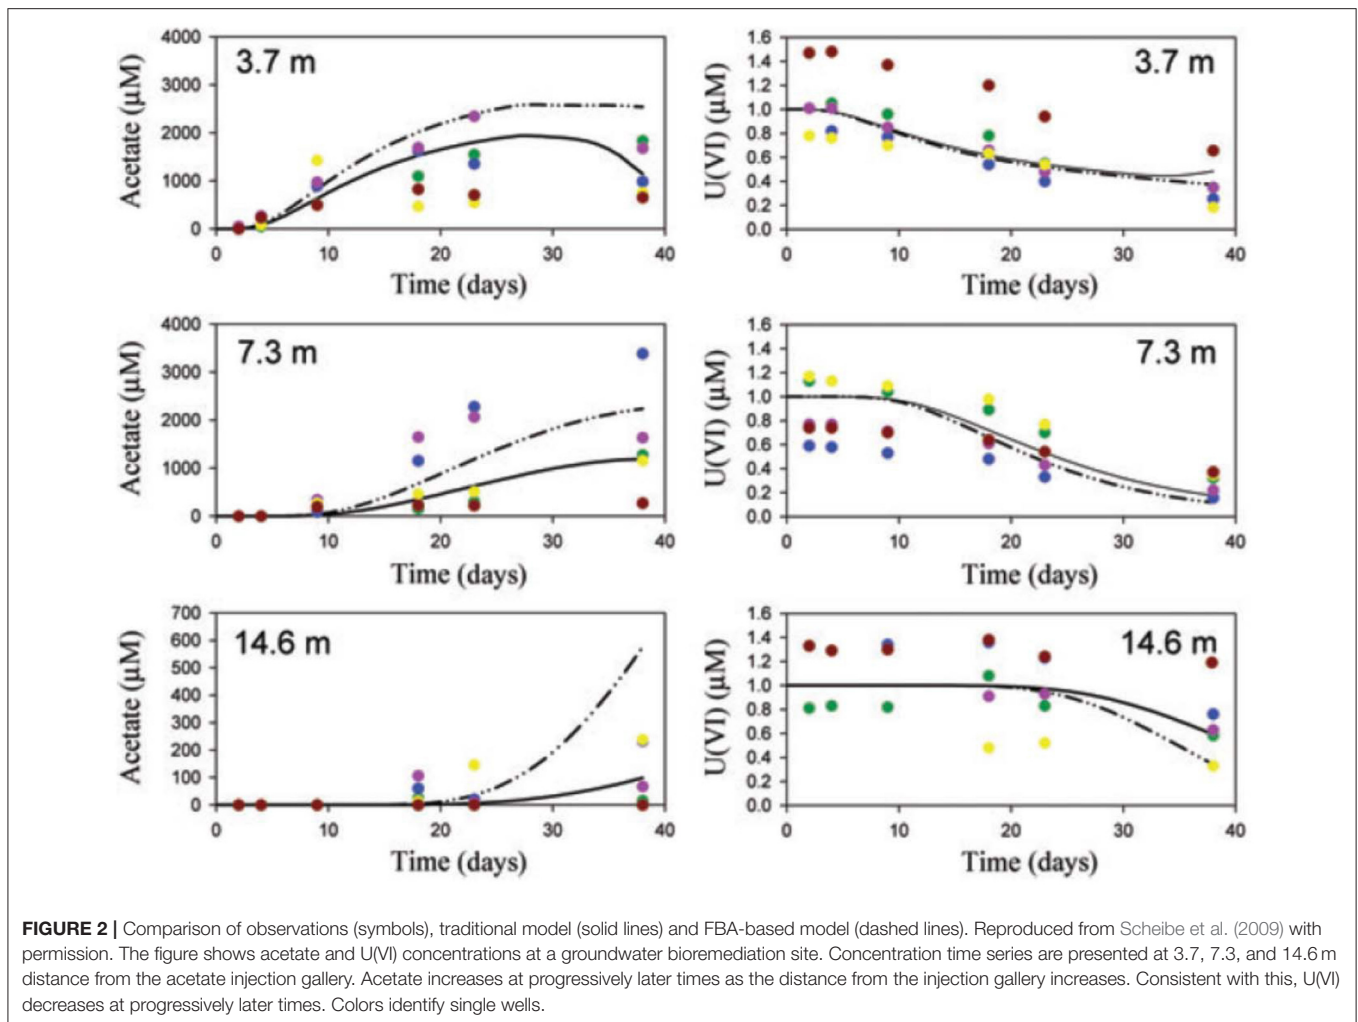 4000
3000
2000
1000
0
Acetate (µM)
3.7 m
0 10 20 30 40
Time (days)
1.6
1.4
1.2
1.0
0.8
0.6
0.4
0.2
0.0
U(VI) (µM)
3.7 m
0 10 20 30 40
Time (days)
4000
3000
2000
1000
0
Acetate (µM)
7.3 m
0 10 20 30 40
Time (days)
1.6
1.4
1.2
1.0
0.8
0.6
0.4
0.2
0.0
U(VI) (µM)
7.3 m
0 10 20 30 40
Time (days)
700
600
500
400
300
200
100
0
Acetate (µM)
14.6 m
0 10 20 30 40
Time (days)
1.6
1.4
1.2
1.0
0.8
0.6
0.4
0.2
0.0
U(VI) (µM)
14.6 m
0 10 20 30 40
Time (days)
FIGURE 2 | Comparison of observations (symbols), traditional model (solid lines) and FBA-based model (dashed lines). Reproduced from Scheibe et al. (2009) with
permission. The figure shows acetate and U(VI) concentrations at a groundwater bioremediation site. Concentration time series are presented at 3.7, 7.3, and 14.6 m
distance from the acetate injection gallery. Acetate increases at progressively later times as the distance from the injection gallery increases. Consistent with this, U(VI)
decreases at progressively later times. Colors identify single wells.